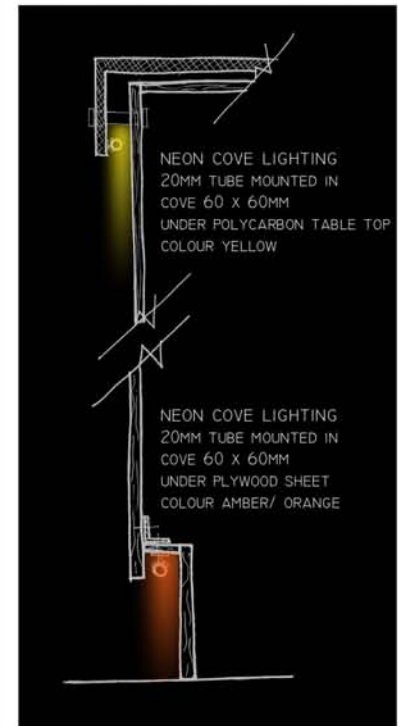 NEON COVE LIGHTING
20MM TUBE MOUNTED IN
COVE 60 X 60MM
UNDER POLYCARBON TABLE TOP
COLOUR YELLOW
NEON COVE LIGHTING
20MM TUBE MOUNTED IN
COVE 60 X 60MM
UNDER PLYWOOD SHEET
COLOUR AMBER/ ORANGE